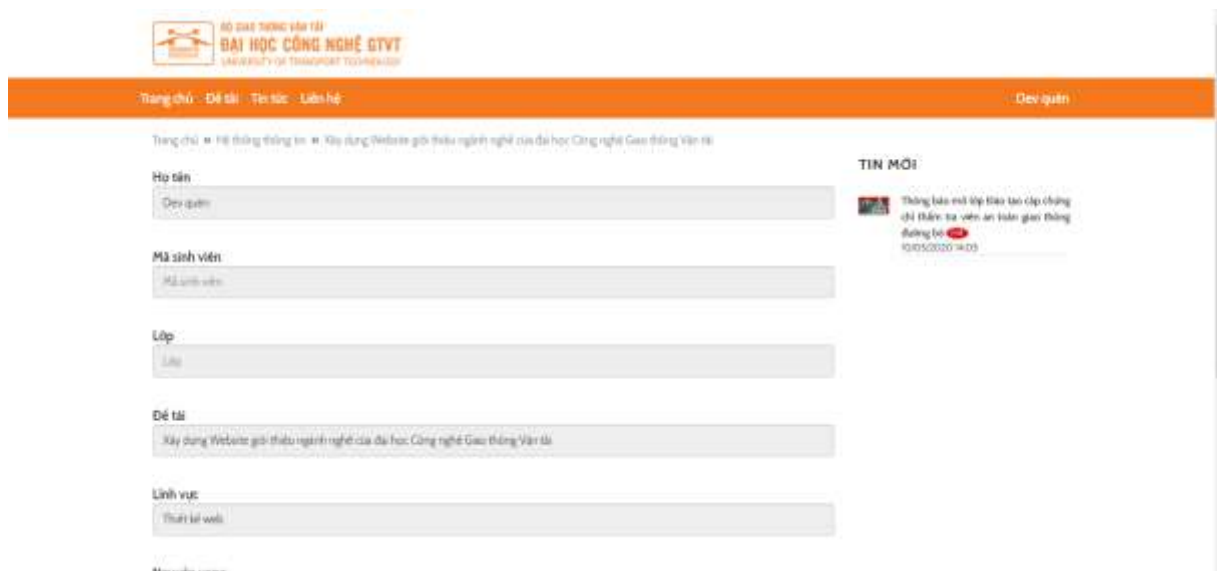 BỘ GIAO THÔNG VẬN TẢI
ĐẠI HỌC CÔNG NGHỆ GTVT
UNIVERSITY OF TRANSPORT TECHNOLOGY
Trang chủ Đề tài Tin tức Liên hệ
Dev quèn
Trang chủ » Hệ thống thông tin » Xây dựng Website giới thiệu ngành nghề của đại học Công nghệ Giao thông Vận tải
Họ tên
Dev quèn
Mã sinh viên
Mã sinh viên
Lớp
Lớp
Đề tài
Xây dựng Website giới thiệu ngành nghề của đại học Công nghệ Giao thông Vận tải
Lĩnh vực
Thiết kế web
TIN MỚI
Thông báo mở lớp Đào tạo cấp chứng
chỉ thẩm tra viên an toàn giao thông
đường bộ
10/05/2020 14:03